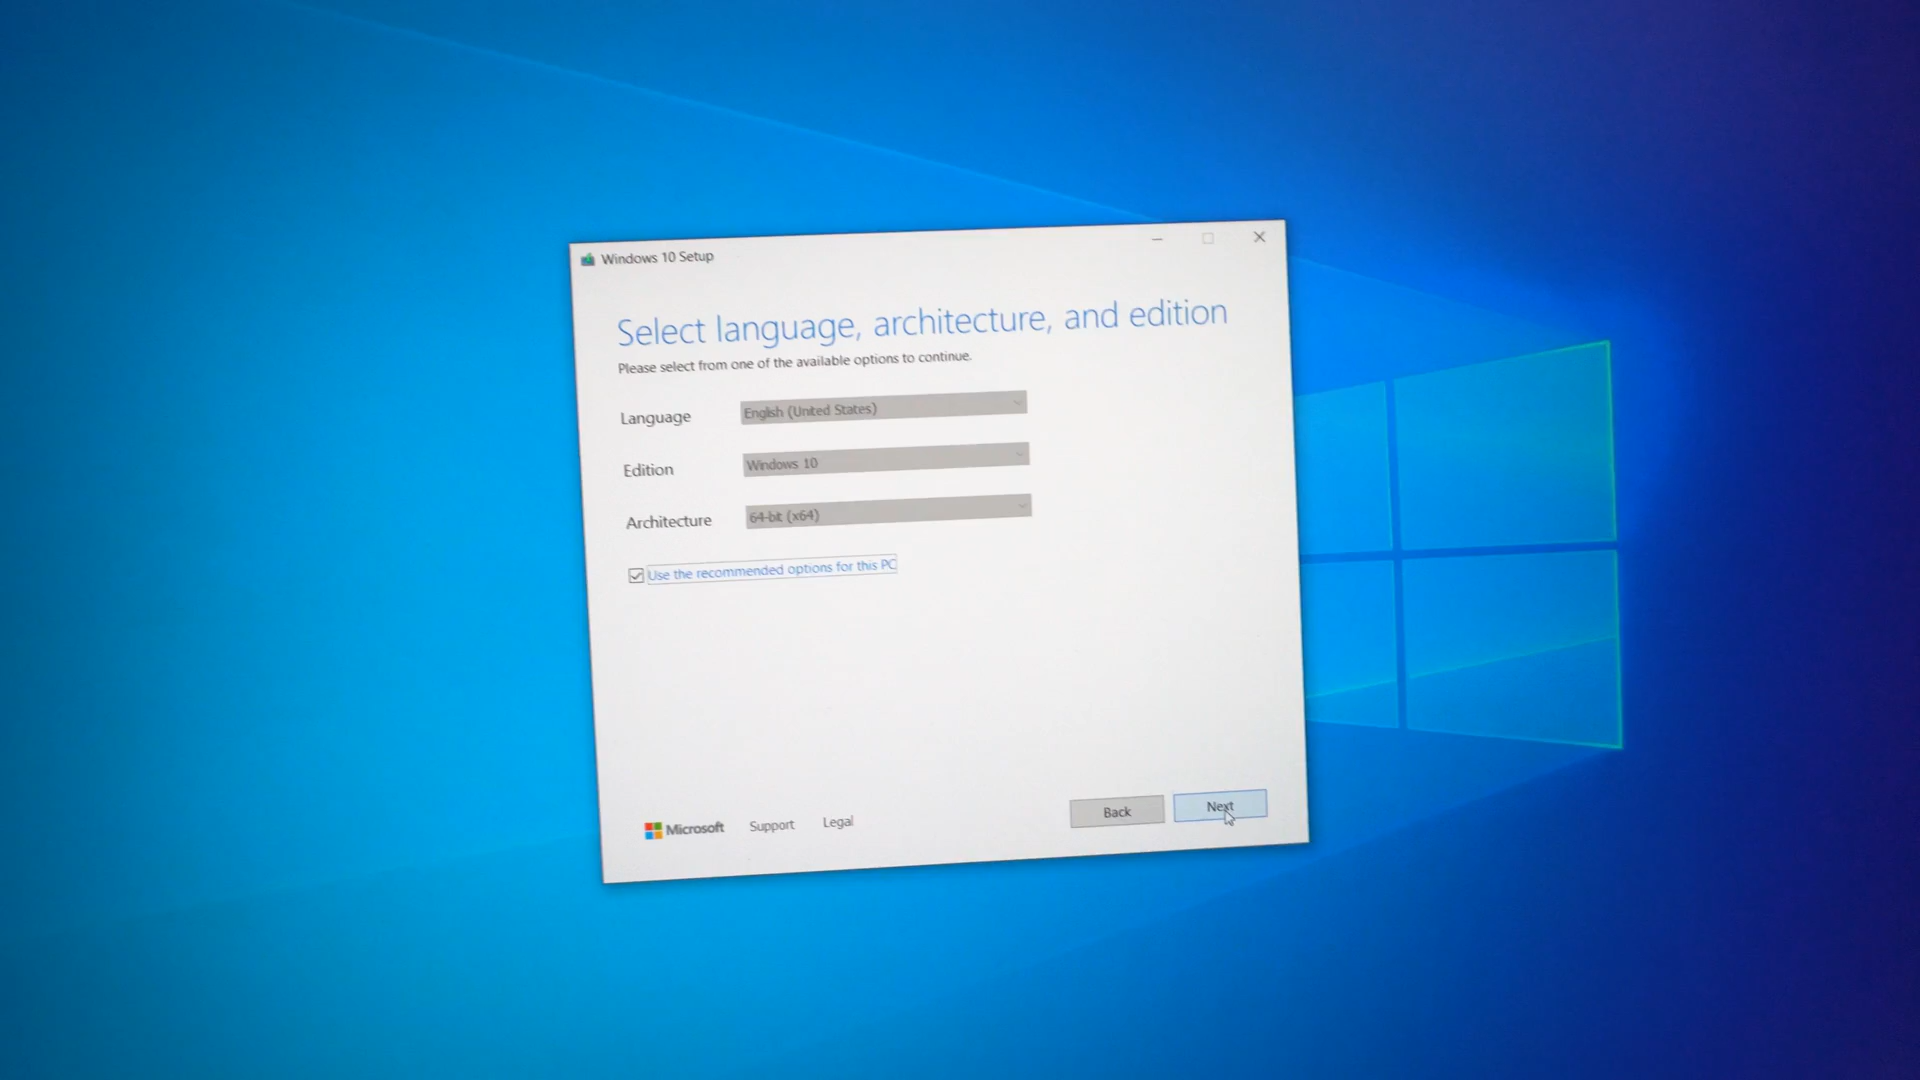 Windows 10 Setup
Select language, architecture, and edition
Please select from one of the available options to continue.
Language English (United States)
Edition Windows 10
Architecture 64-bit (x64)
Use the recommended options for this PC
Microsoft Support Legal Back Next